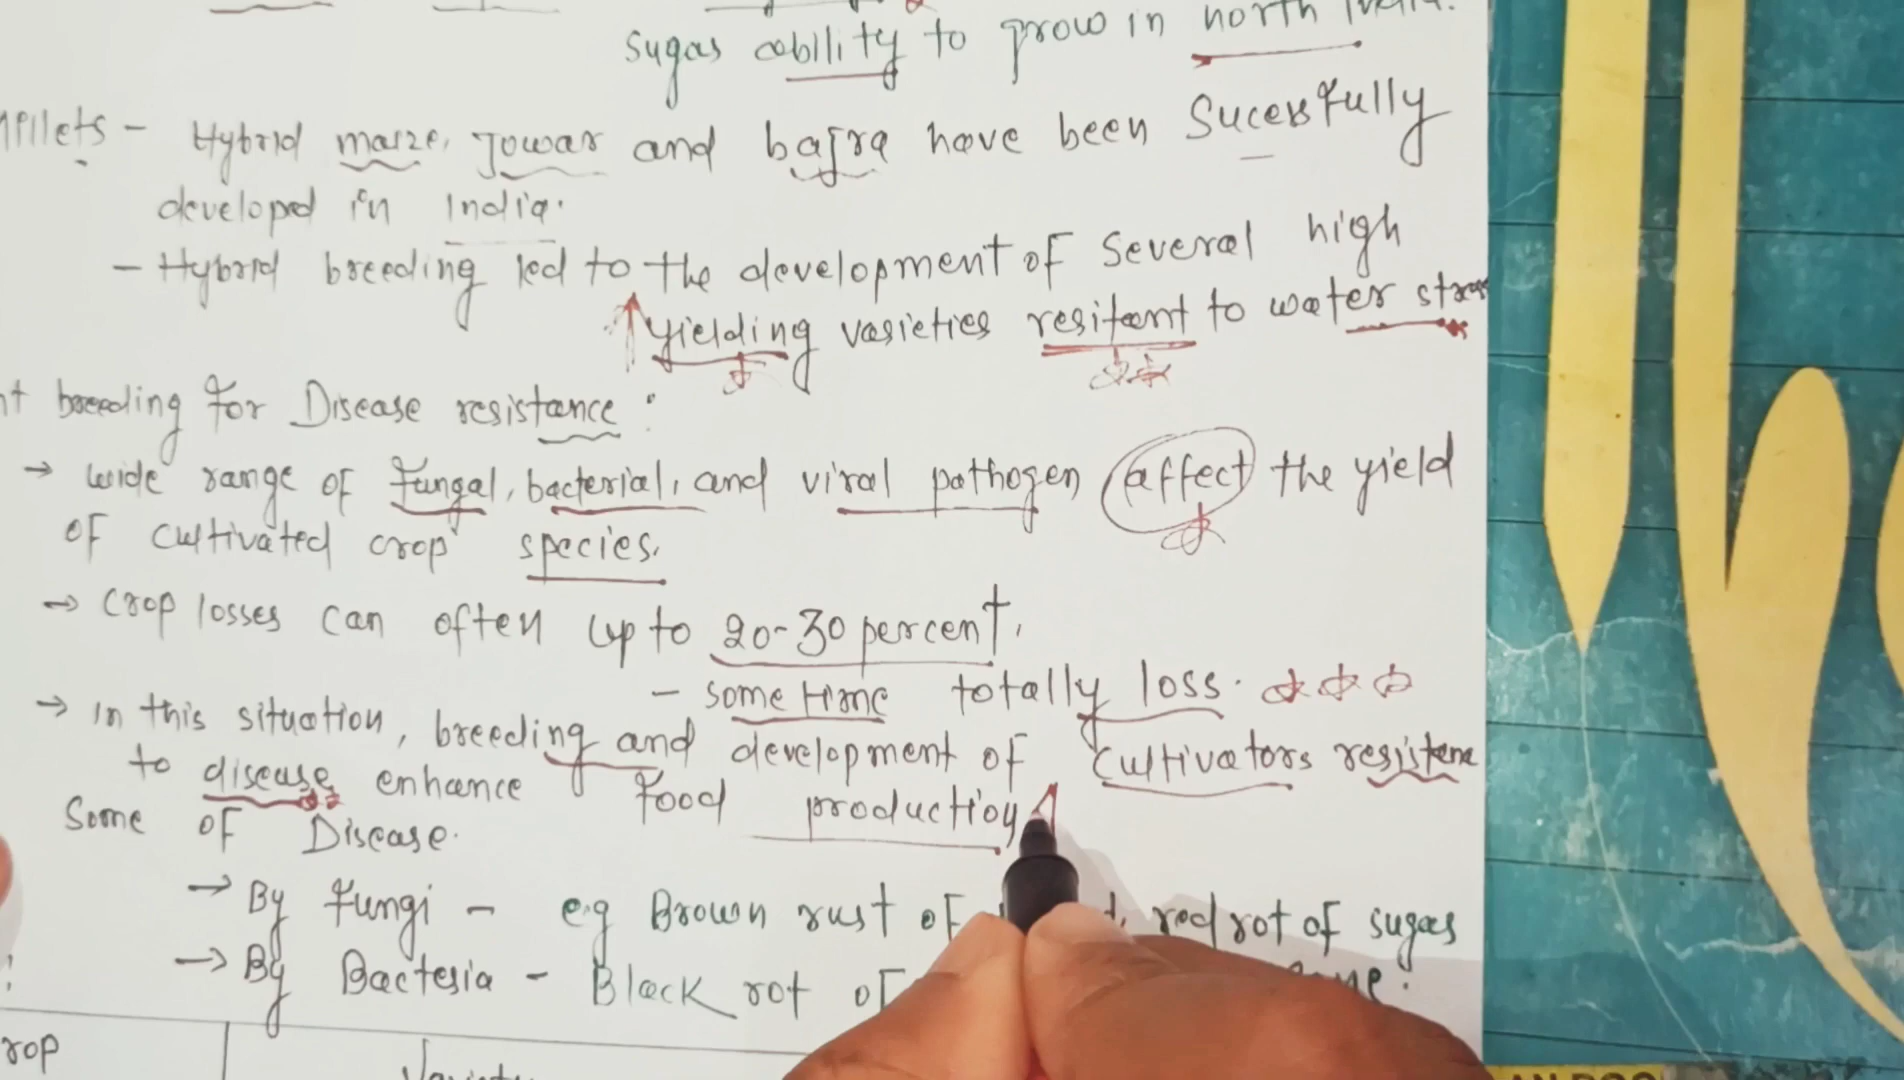 sugar ability to grow in north India.
Millets - Hybrid maize, Jowar and bajra have been Sucessfully
developed in India.
- Hybrid breeding led to the development of Several high
yielding varieties resitant to water stress
breeding for Disease resistance :
→ wide range of fungal, bacterial, and viral pathogen affect the yield
of cultivated crop species.
→ Crop losses can often up to 20-30 percent,
- some time totally loss.
→ In this situation, breeding and development of cultivators resistene
to disease enhance food production
Some of Disease.
→ By Fungi - e.g Brown rust of red rot of sugar
→ By Bacteria - Black rot of
rop